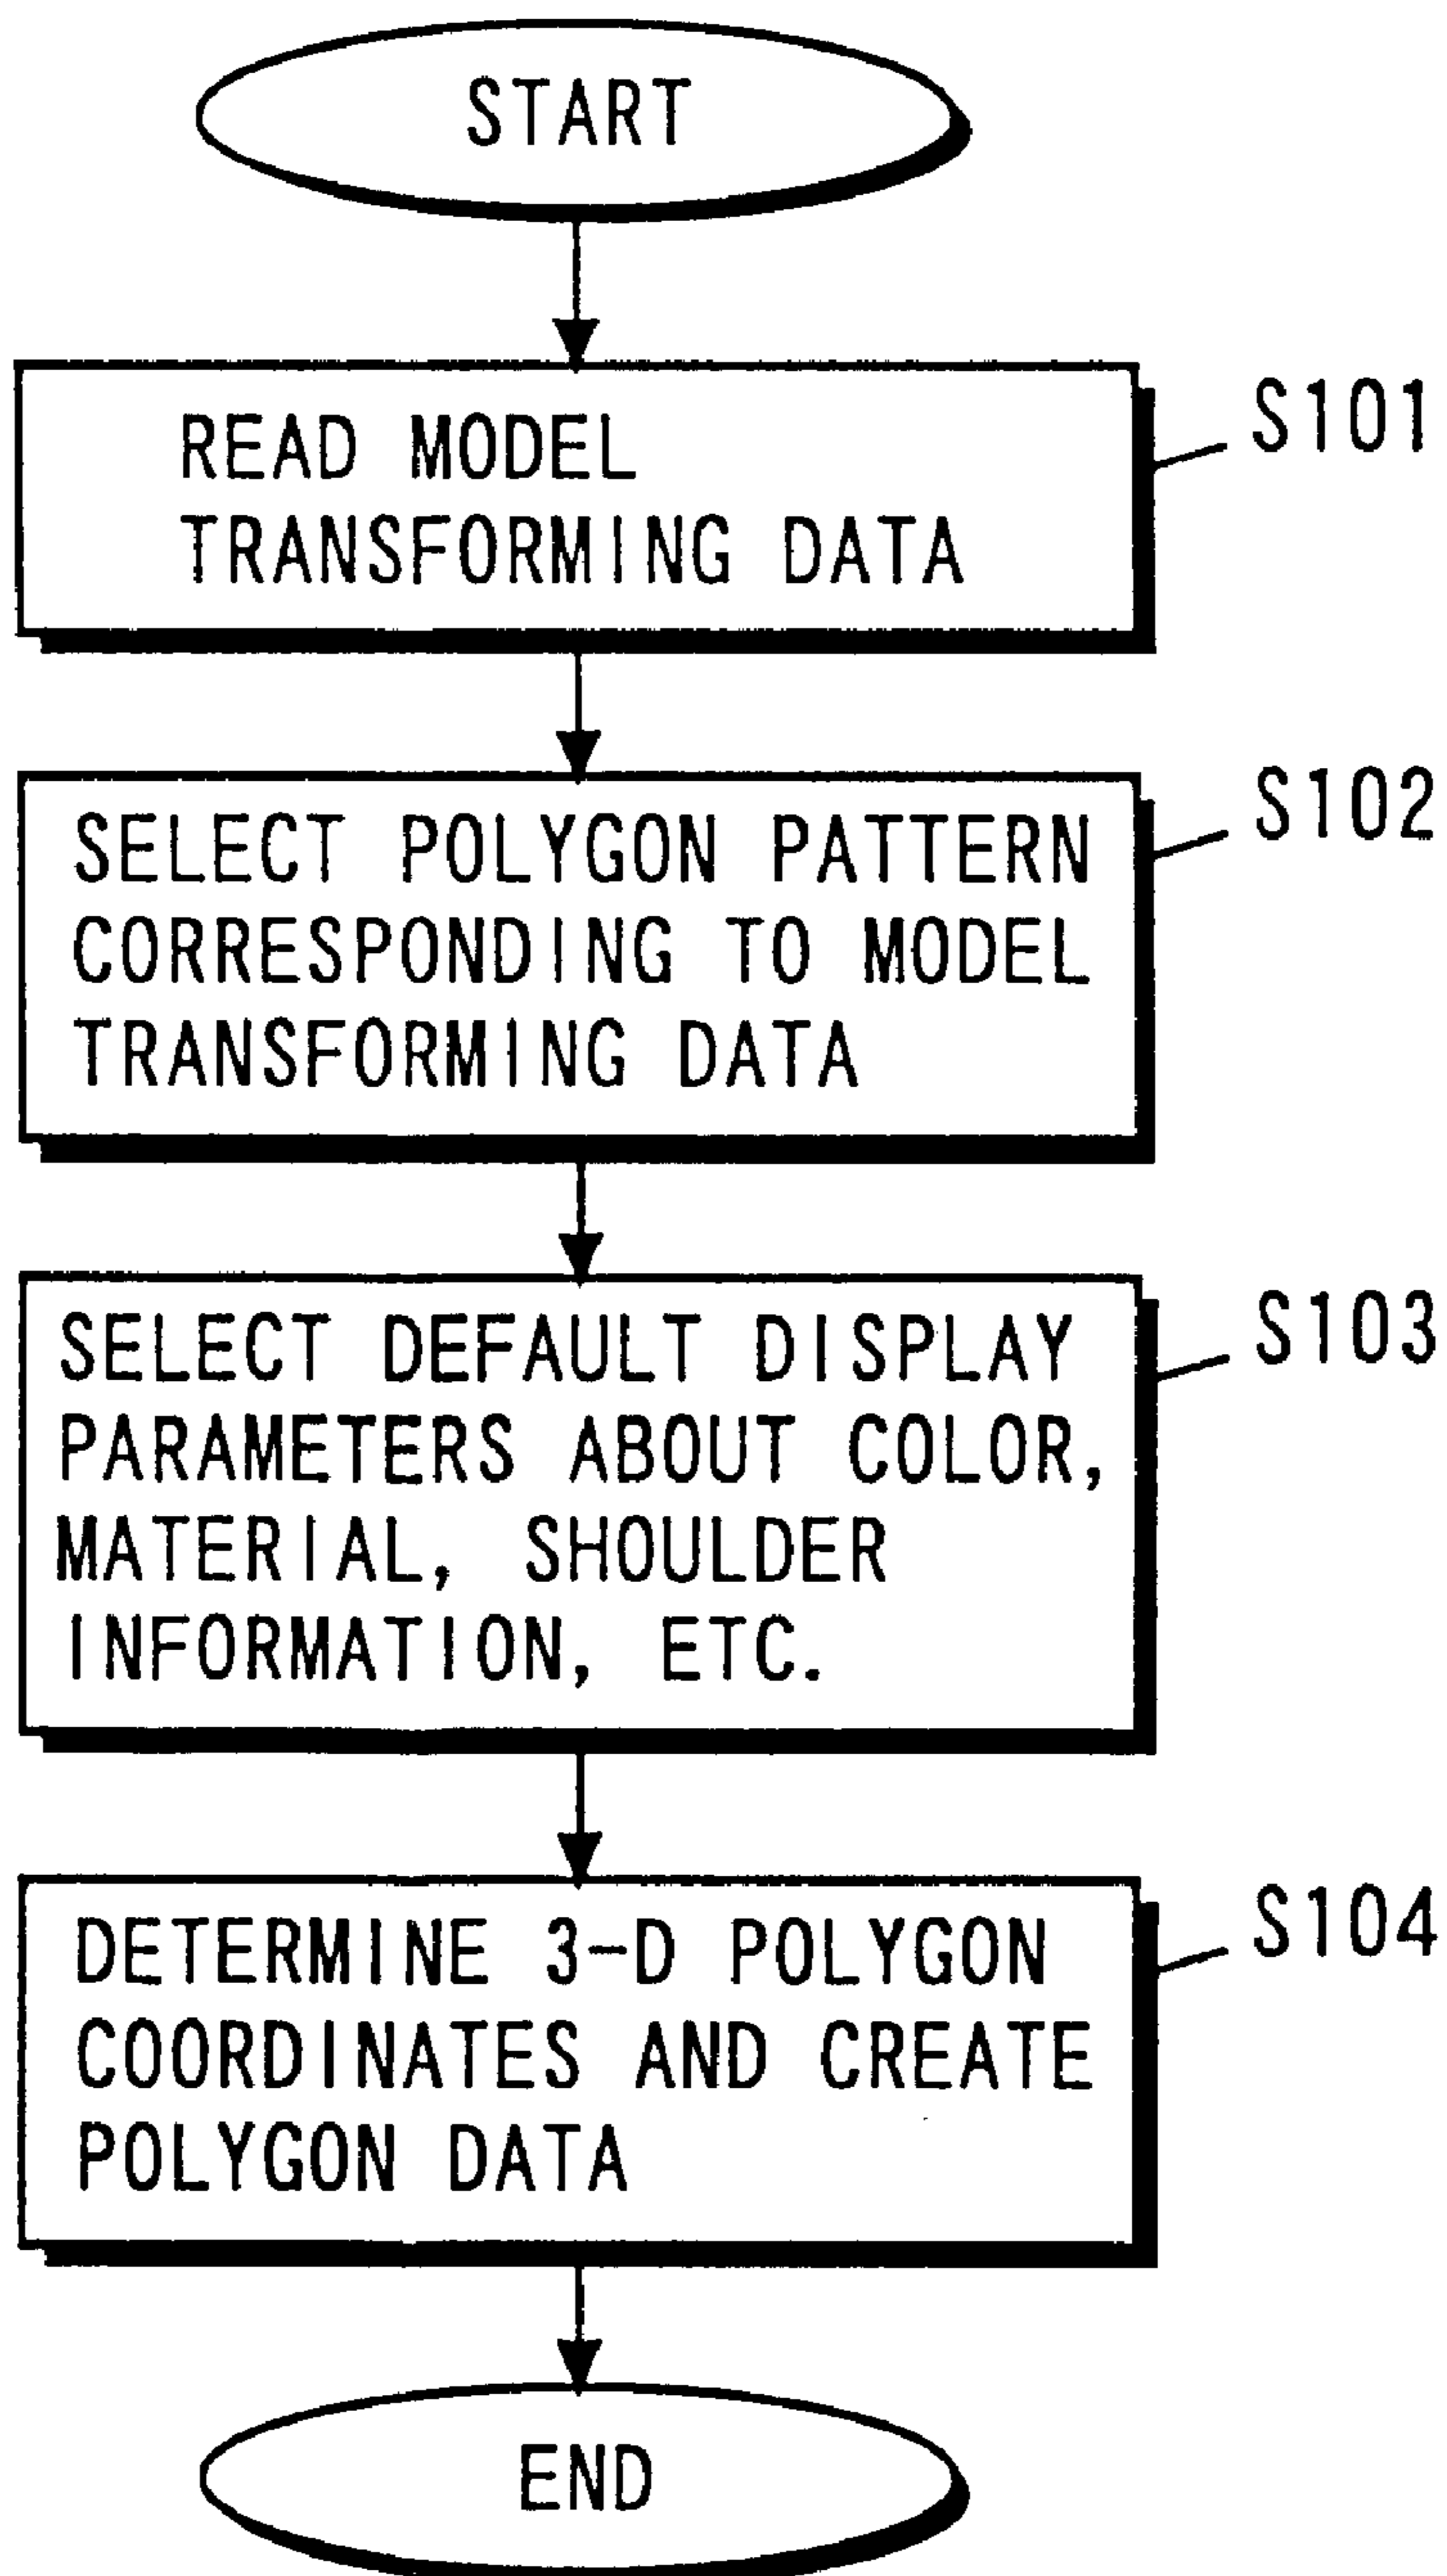 START
READ MODEL
TRANSFORMING DATA
S101
SELECT POLYGON PATTERN
CORRESPONDING TO MODEL
TRANSFORMING DATA
S102
SELECT DEFAULT DISPLAY
PARAMETERS ABOUT COLOR,
MATERIAL, SHOULDER
INFORMATION, ETC.
S103
DETERMINE 3-D POLYGON
COORDINATES AND CREATE
POLYGON DATA
S104
END